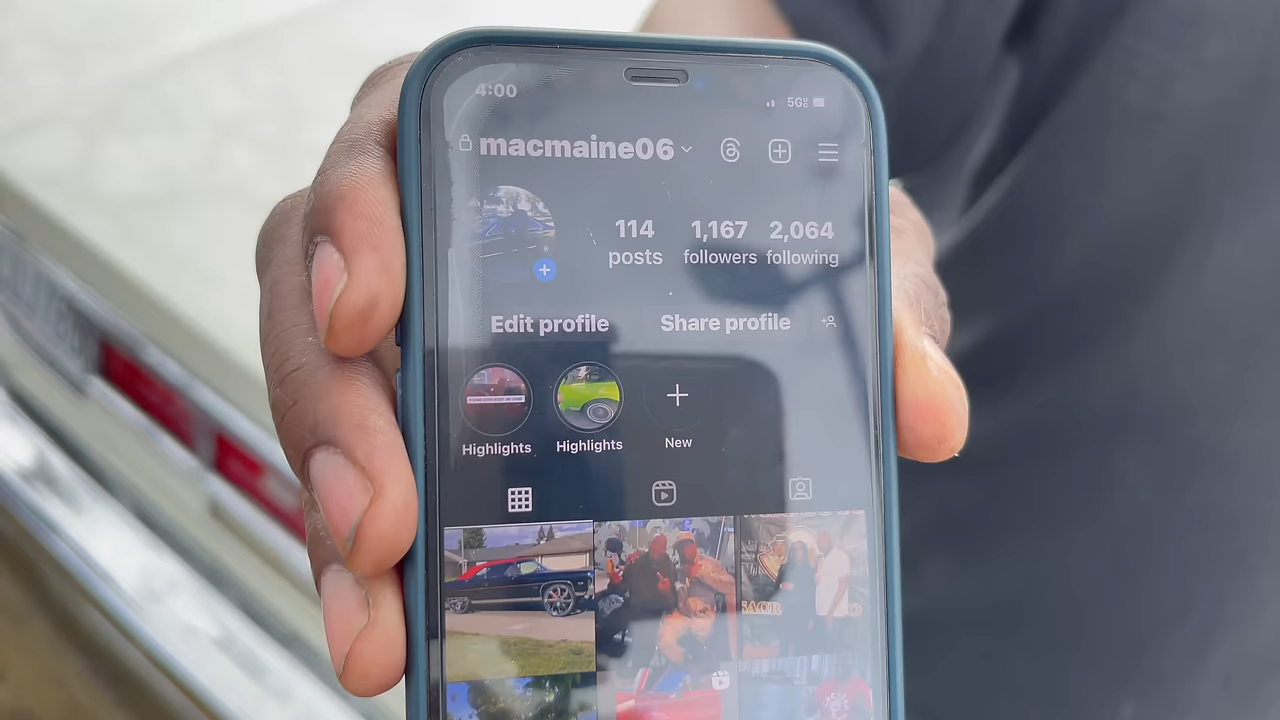 4:00
5G
macmaine06
114 1,167 2,064
posts followers following
Edit profile Share profile
Highlights Highlights New